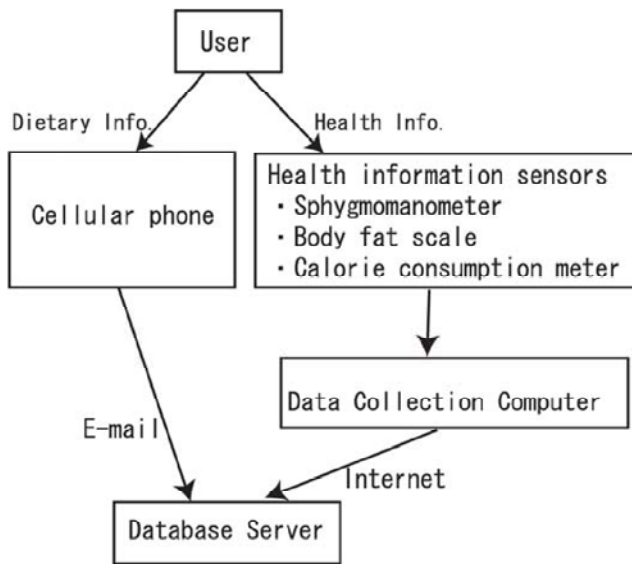 User
Dietary Info.
Health Info.
Cellular phone
Health information sensors
・Sphygmomanometer
・Body fat scale
・Calorie consumption meter
Data Collection Computer
E-mail
Internet
Database Server